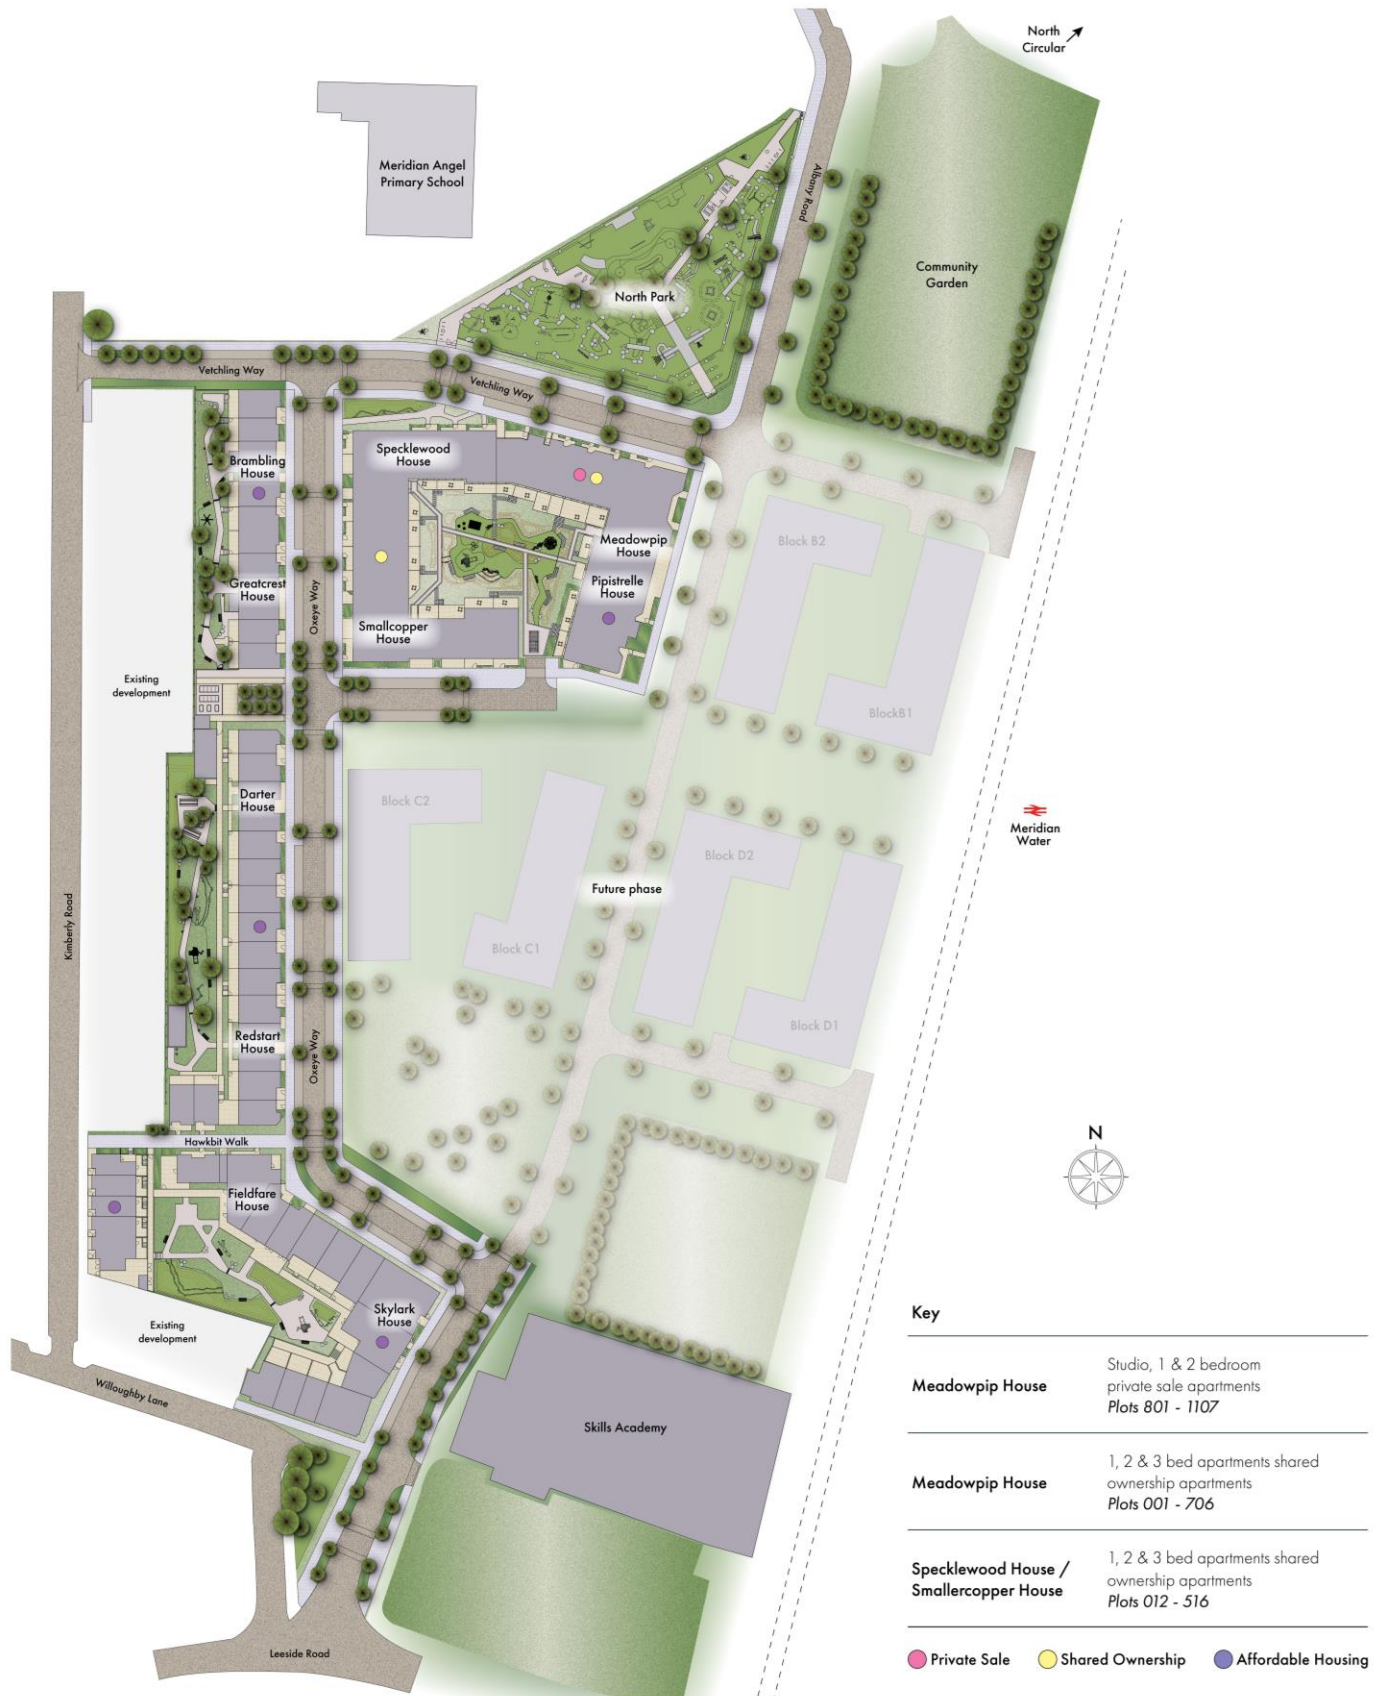 North
Circular
Meridian Angel
Primary School
Albany Road
Community
Garden
North Park
Vetchling Way
Vetchling Way
Specklewood
House
Brambling
House
Meadowpip
House
Block B2
Greatcrest
House
Pipistrelle
House
Oxeye Way
Smallcopper
House
Existing
development
BlockB1
Darter
House
Block C2
Meridian
Water
Block D2
Future phase
Kimberly Road
Block C1
Block D1
Redstart
House
Oxeye Way
Hawkbit Walk
N
Fieldfare
House
Skylark
House
Existing
development
Willoughby Lane
Skills Academy
Leeside Road
Key
Meadowpip House
Studio, 1 & 2 bedroom
private sale apartments
Plots 801 - 1107
Meadowpip House
1, 2 & 3 bed apartments shared
ownership apartments
Plots 001 - 706
Specklewood House /
Smallercopper House
1, 2 & 3 bed apartments shared
ownership apartments
Plots 012 - 516
Private Sale
Shared Ownership
Affordable Housing